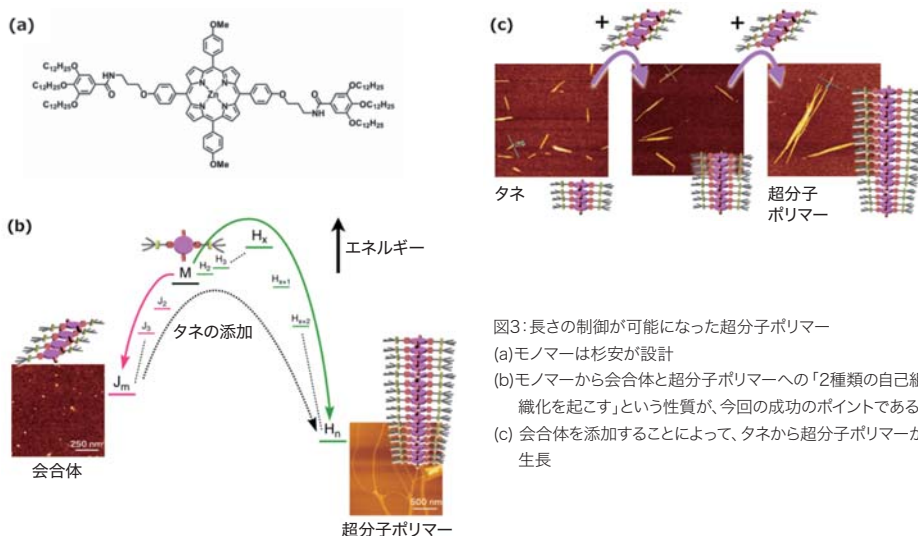 (a)
OMe
C12H25O
C12H25O
OC12H25
HN
O
O
N
N
Zn
N
N
O
NH
O
OC12H25
OC12H25
OC12H25
OMe
(b)
エネルギー
M
H2
H3
Hx
Hx+1
Hx+2
J2
J3
タネの添加
Jm
Hn
250 nm
500 nm
会合体
超分子ポリマー
(c)
+
+
タネ
超分子
ポリマー
図3:長さの制御が可能になった超分子ポリマー
(a)モノマーは杉安が設計
(b)モノマーから会合体と超分子ポリマーへの「2種類の自己組
織化を起こす」という性質が、今回の成功のポイントである
(c) 会合体を添加することによって、タネから超分子ポリマーが
生長